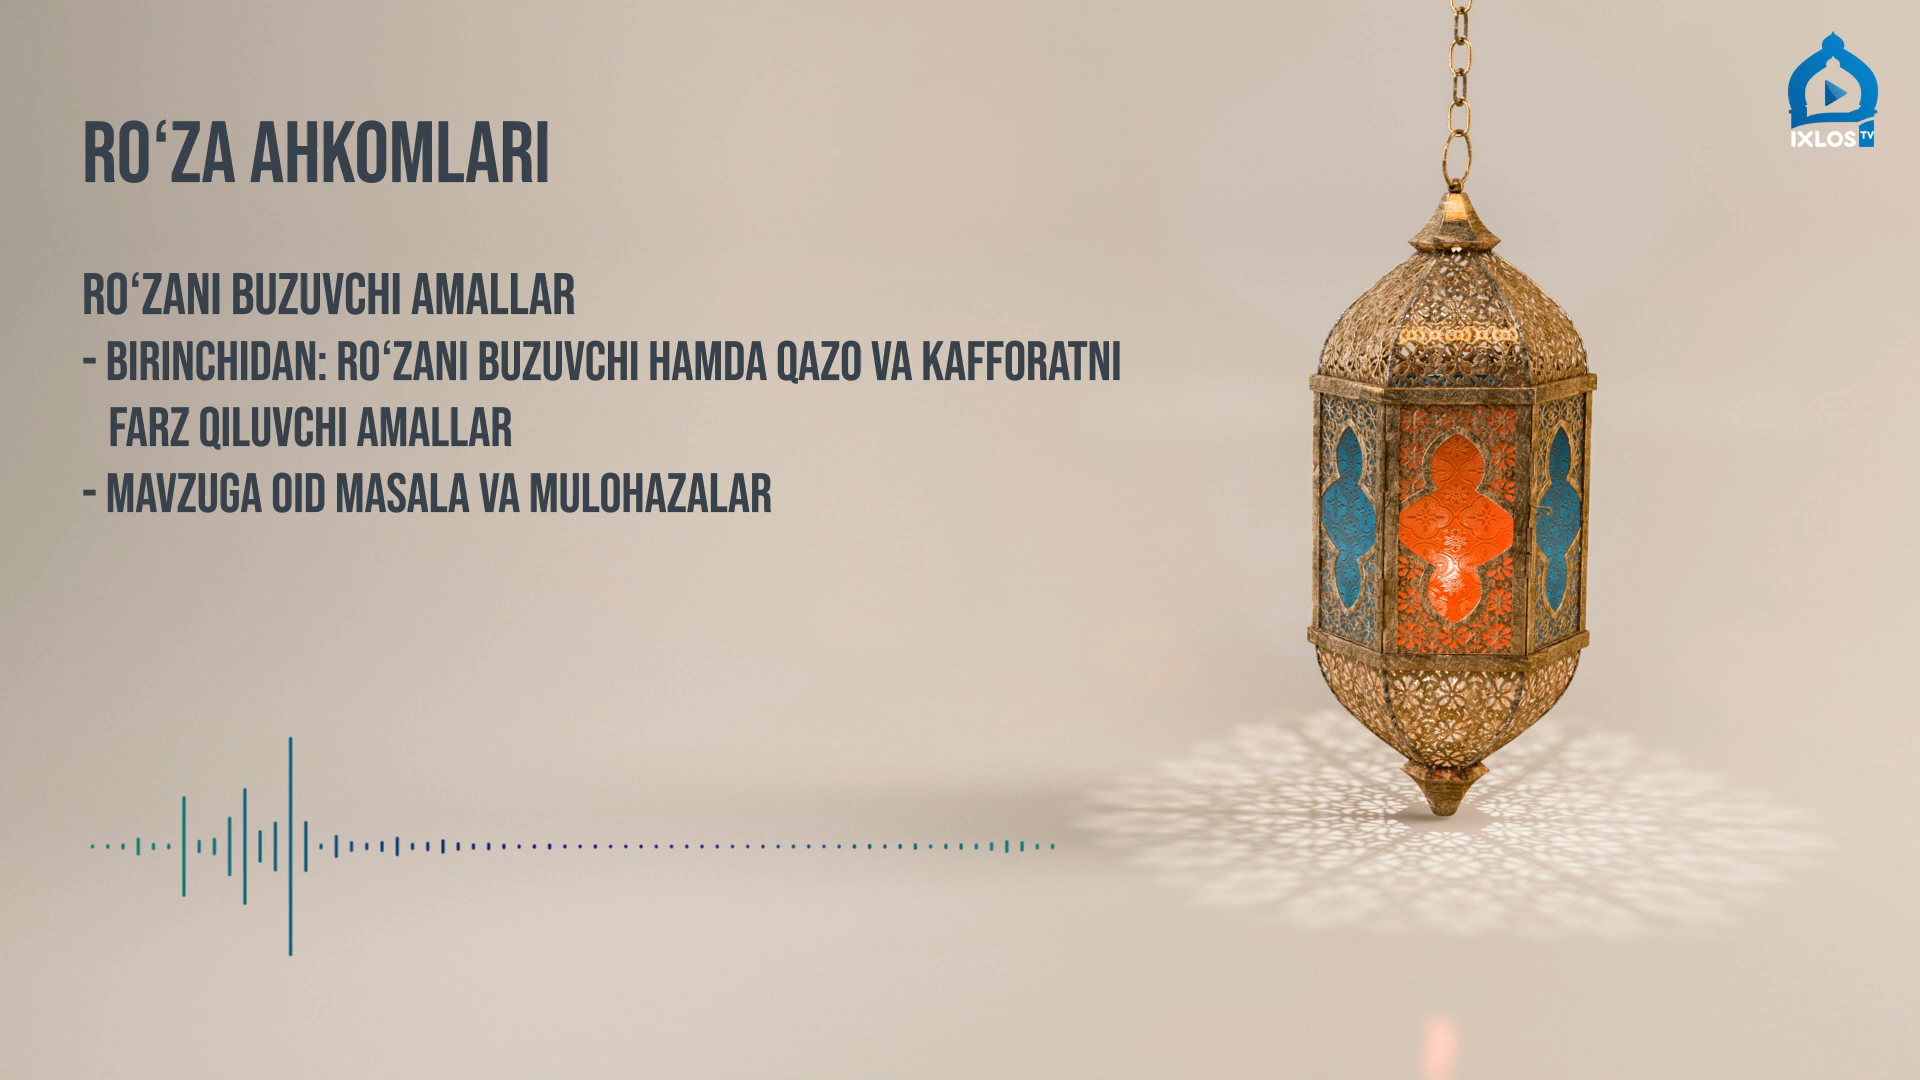 RO‘ZA AHKOMLARI
RO‘ZANI BUZUVCHI AMALLAR
- BIRINCHIDAN: RO‘ZANI BUZUVCHI HAMDA QAZO VA KAFFORATNI
FARZ QILUVCHI AMALLAR
- MAVZUGA OID MASALA VA MULOHAZALAR
IXLOS TV